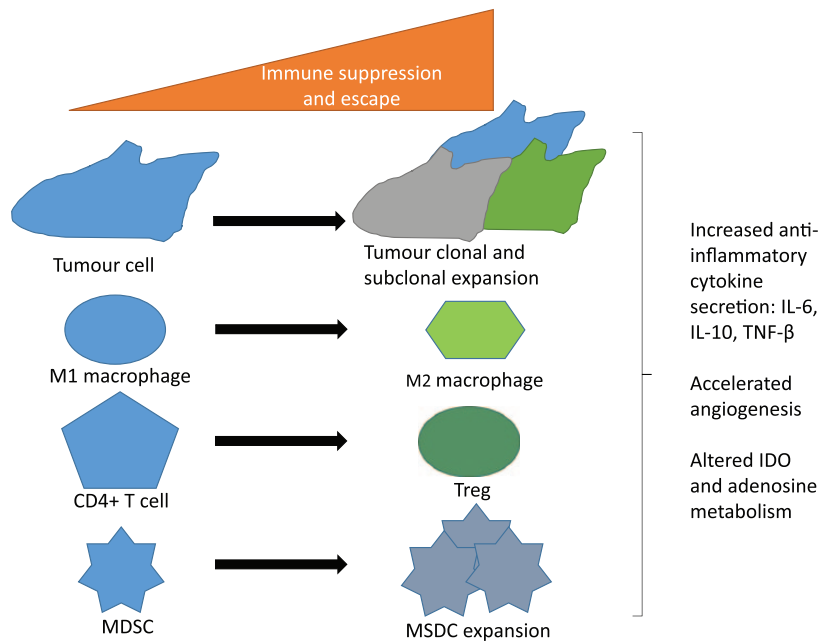 Immune suppression
and escape
Tumour cell
Tumour clonal and
subclonal expansion
M1 macrophage
M2 macrophage
CD4+ T cell
Treg
MDSC
MSDC expansion
Increased anti-
inflammatory
cytokine
secretion: IL-6,
IL-10, TNF-β
Accelerated
angiogenesis
Altered IDO
and adenosine
metabolism